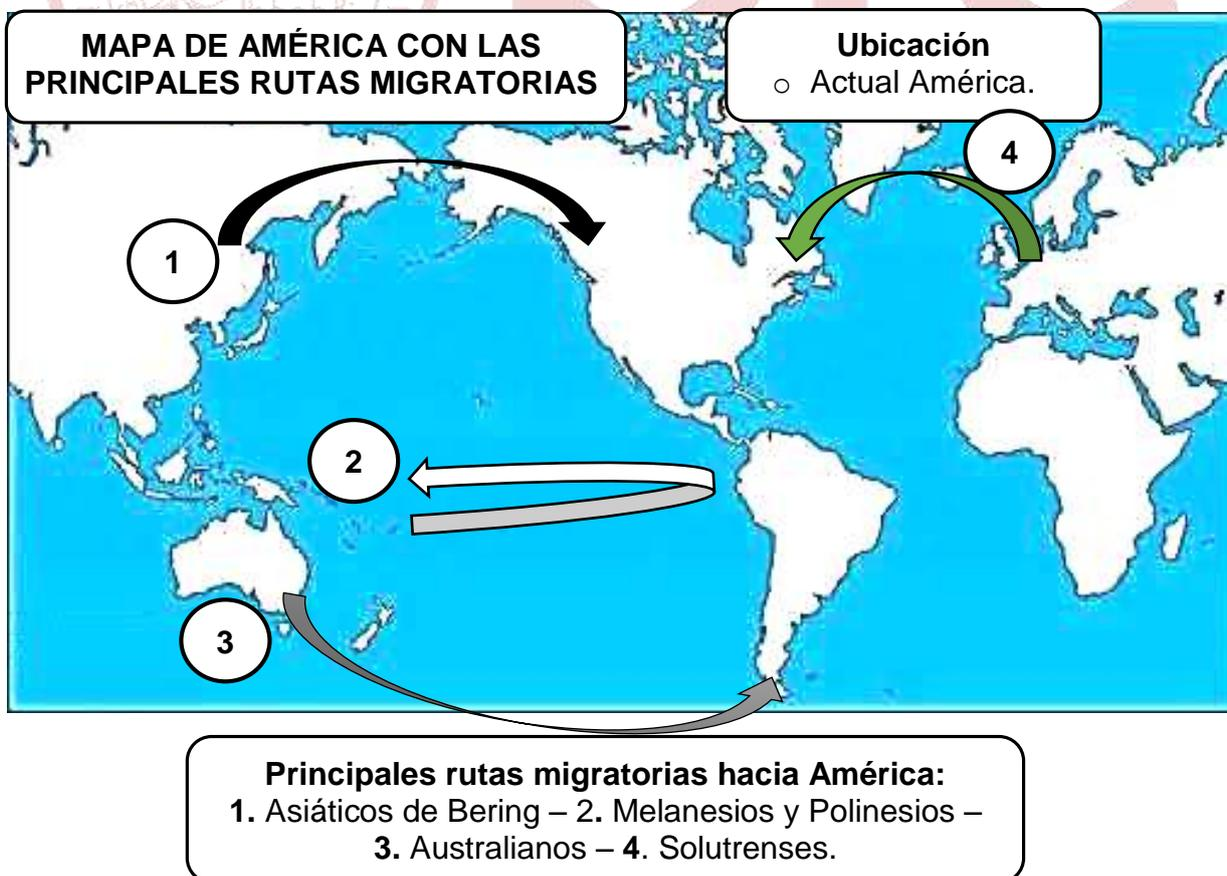 MAPA DE AMÉRICA CON LAS
PRINCIPALES RUTAS MIGRATORIAS
Ubicación
o Actual América.
4
1
2
3
Principales rutas migratorias hacia América:
1. Asiáticos de Bering – 2. Melanesios y Polinesios –
3. Australianos – 4. Solutrenses.